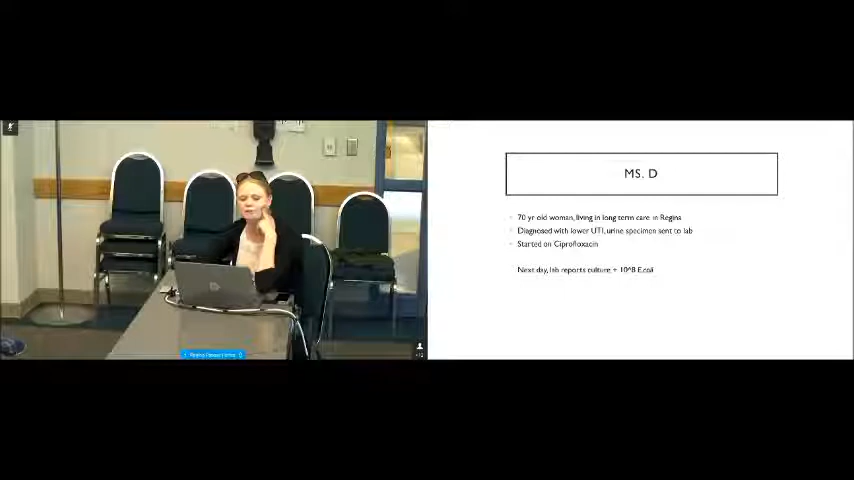 MS. D
70 yr old woman, living in long term care in Regina
Diagnosed with lower UTI, urine specimen sent to lab
Started on Ciprofloxacin
Next day, lab reports culture + 10^8 E.coli